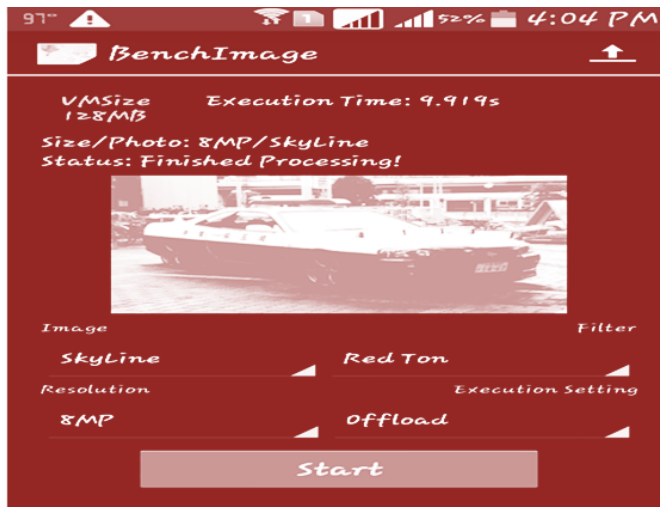 97° 1 52% 4:04 PM
BenchImage
VMSize Execution Time: 9.919s
128MB
Size/Photo: 8MP/SkyLine
Status: Finished Processing!
Image Filter
SkyLine Red Ton
Resolution Execution Setting
8MP Offload
Start